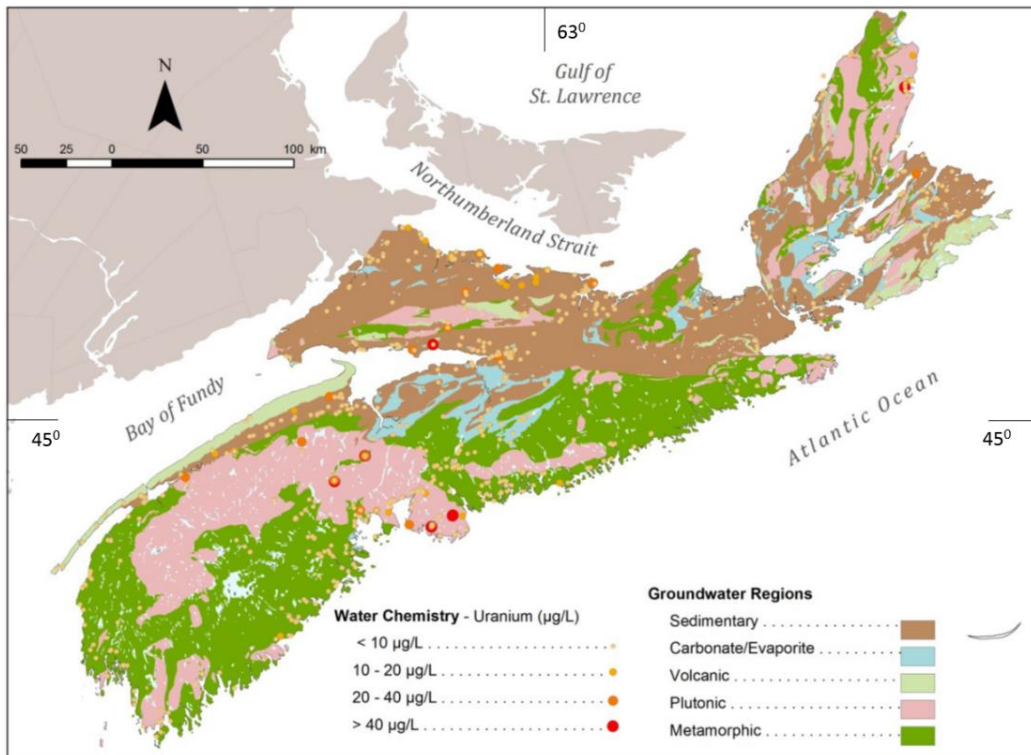 63⁰
Gulf of
St. Lawrence
N
50 25 0 50 100 km
Northumberland Strait
Bay of Fundy
Atlantic Ocean
45⁰
45⁰
Water Chemistry - Uranium (µg/L)
< 10 µg/L
10 - 20 µg/L
20 - 40 µg/L
> 40 µg/L
Groundwater Regions
Sedimentary
Carbonate/Evaporite
Volcanic
Plutonic
Metamorphic